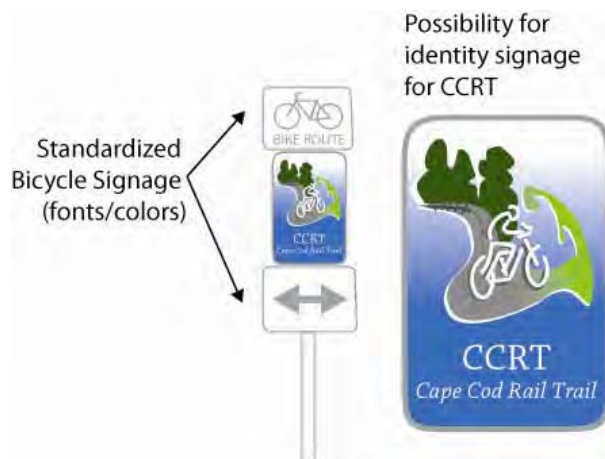 Possibility for
identity signage
for CCRT
BIKE ROUTE
Standardized
Bicycle Signage
(fonts/colors)
CCRT
Cape Cod Rail Trail
CCRT
Cape Cod Rail Trail